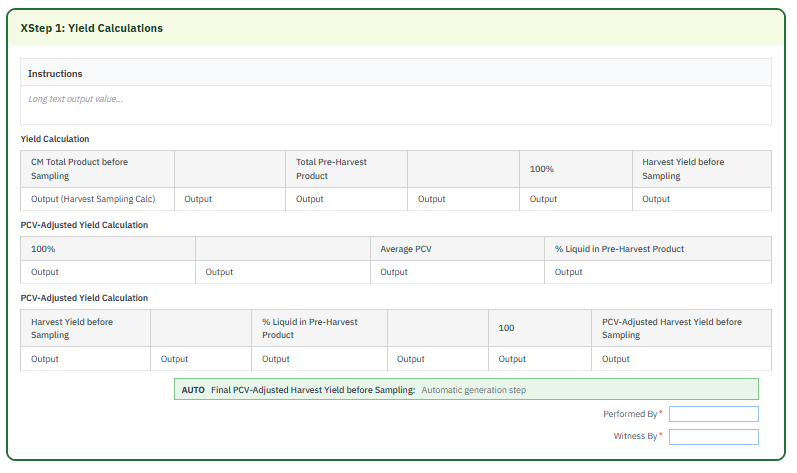 XStep 1: Yield Calculations
Instructions
Long text output value...
Yield Calculation
CM Total Product before Sampling
Total Pre-Harvest Product
100%
Harvest Yield before Sampling
Output (Harvest Sampling Calc)
Output
Output
Output
Output
Output
PCV-Adjusted Yield Calculation
100%
Average PCV
% Liquid in Pre-Harvest Product
Output
Output
Output
Output
PCV-Adjusted Yield Calculation
Harvest Yield before Sampling
% Liquid in Pre-Harvest Product
100
PCV-Adjusted Harvest Yield before Sampling
Output
Output
Output
Output
Output
Output
AUTO Final PCV-Adjusted Harvest Yield before Sampling: Automatic generation step
Performed By *
Witness By *